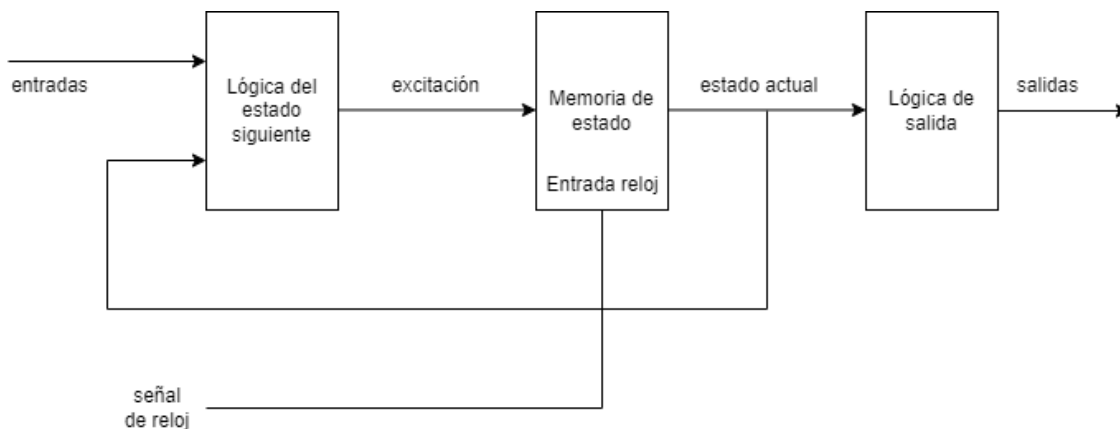 entradas
Lógica del
estado
siguiente
excitación
Memoria de
estado
Entrada reloj
estado actual
Lógica de
salida
salidas
señal
de reloj